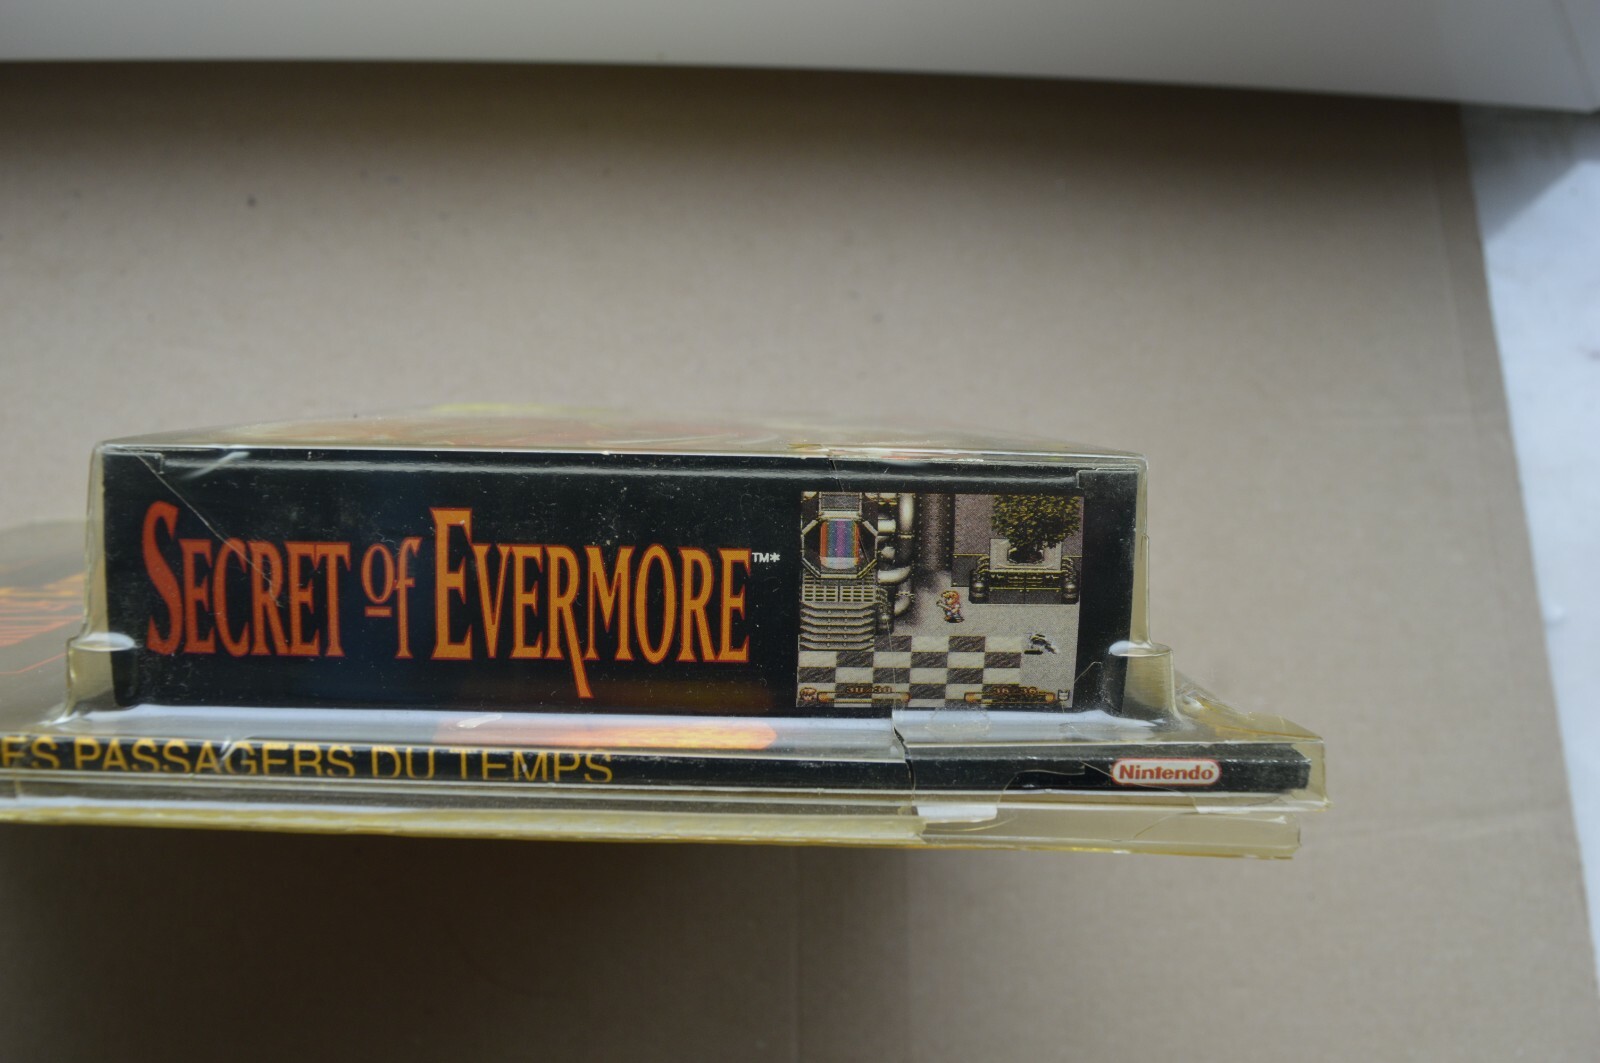 SECRET of EVERMORE™*
ES PASSAGERS DU TEMPS
Nintendo